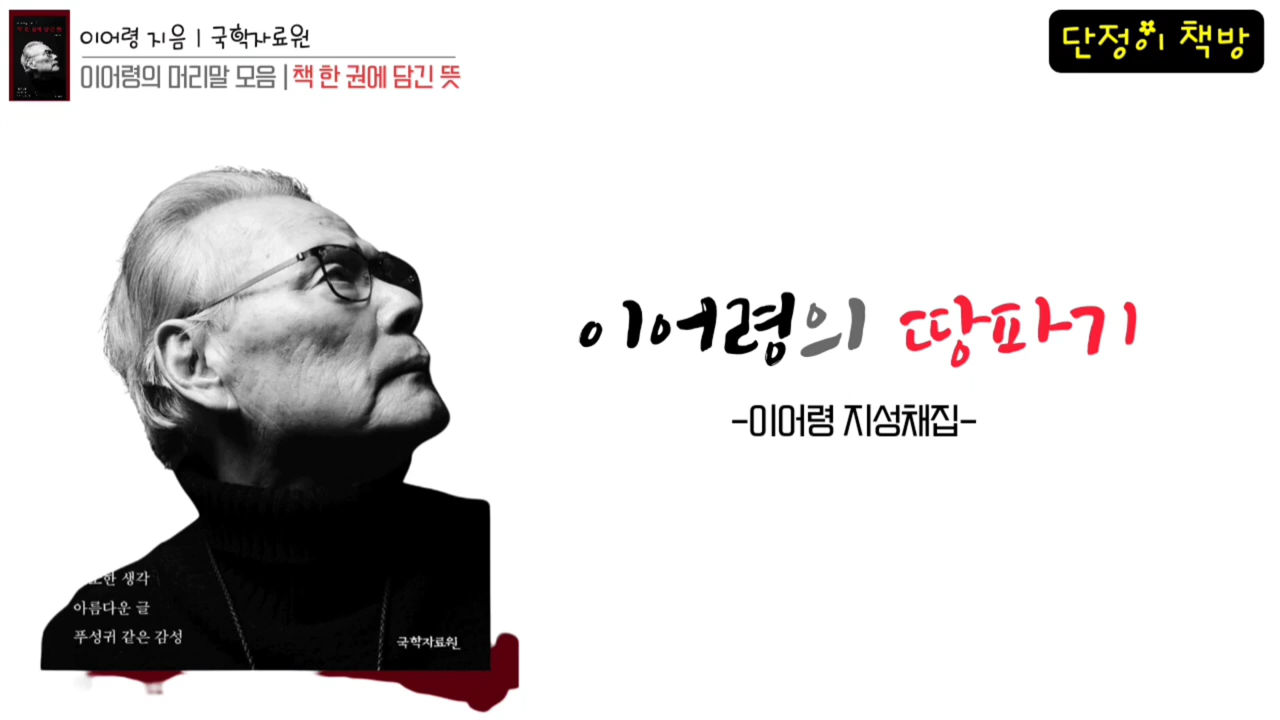 이어령 지음 | 국학자료원
이어령의 머리말 모음 | 책 한 권에 담긴 뜻
단정이 책방
이어령의 땅파기
-이어령 지성채집-
생각
아름다운 글
푸성귀 같은 감성
국학자료원